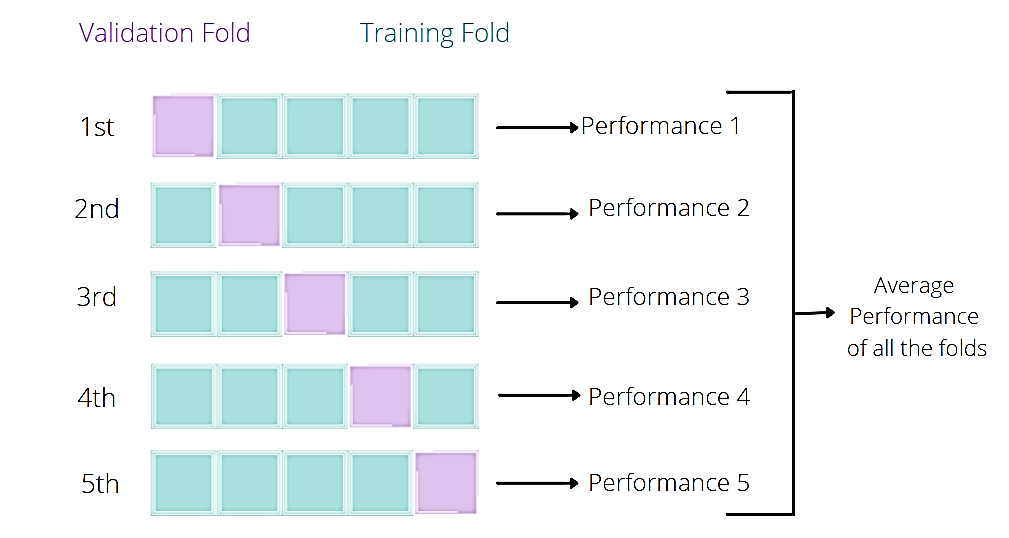 Validation Fold
Training Fold
1st
Performance 1
2nd
Performance 2
3rd
Performance 3
4th
Performance 4
5th
Performance 5
Average
Performance
of all the folds